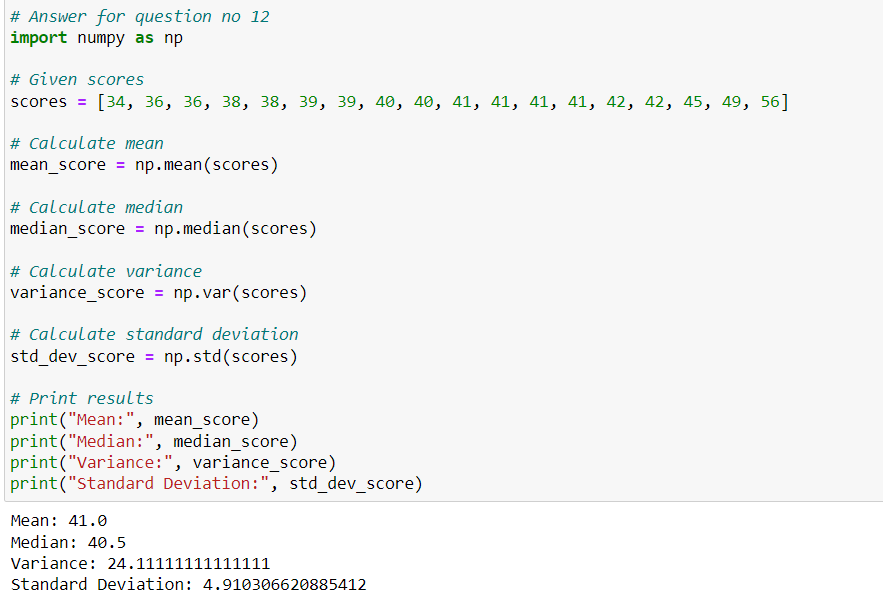 # Answer for question no 12
import numpy as np
# Given scores
scores = [34, 36, 36, 38, 38, 39, 39, 40, 40, 41, 41, 41, 41, 42, 42, 45, 49, 56]
# Calculate mean
mean_score = np.mean(scores)
# Calculate median
median_score = np.median(scores)
# Calculate variance
variance_score = np.var(scores)
# Calculate standard deviation
std_dev_score = np.std(scores)
# Print results
print("Mean:", mean_score)
print("Median:", median_score)
print("Variance:", variance_score)
print("Standard Deviation:", std_dev_score)
Mean: 41.0
Median: 40.5
Variance: 24.11111111111111
Standard Deviation: 4.910306620885412